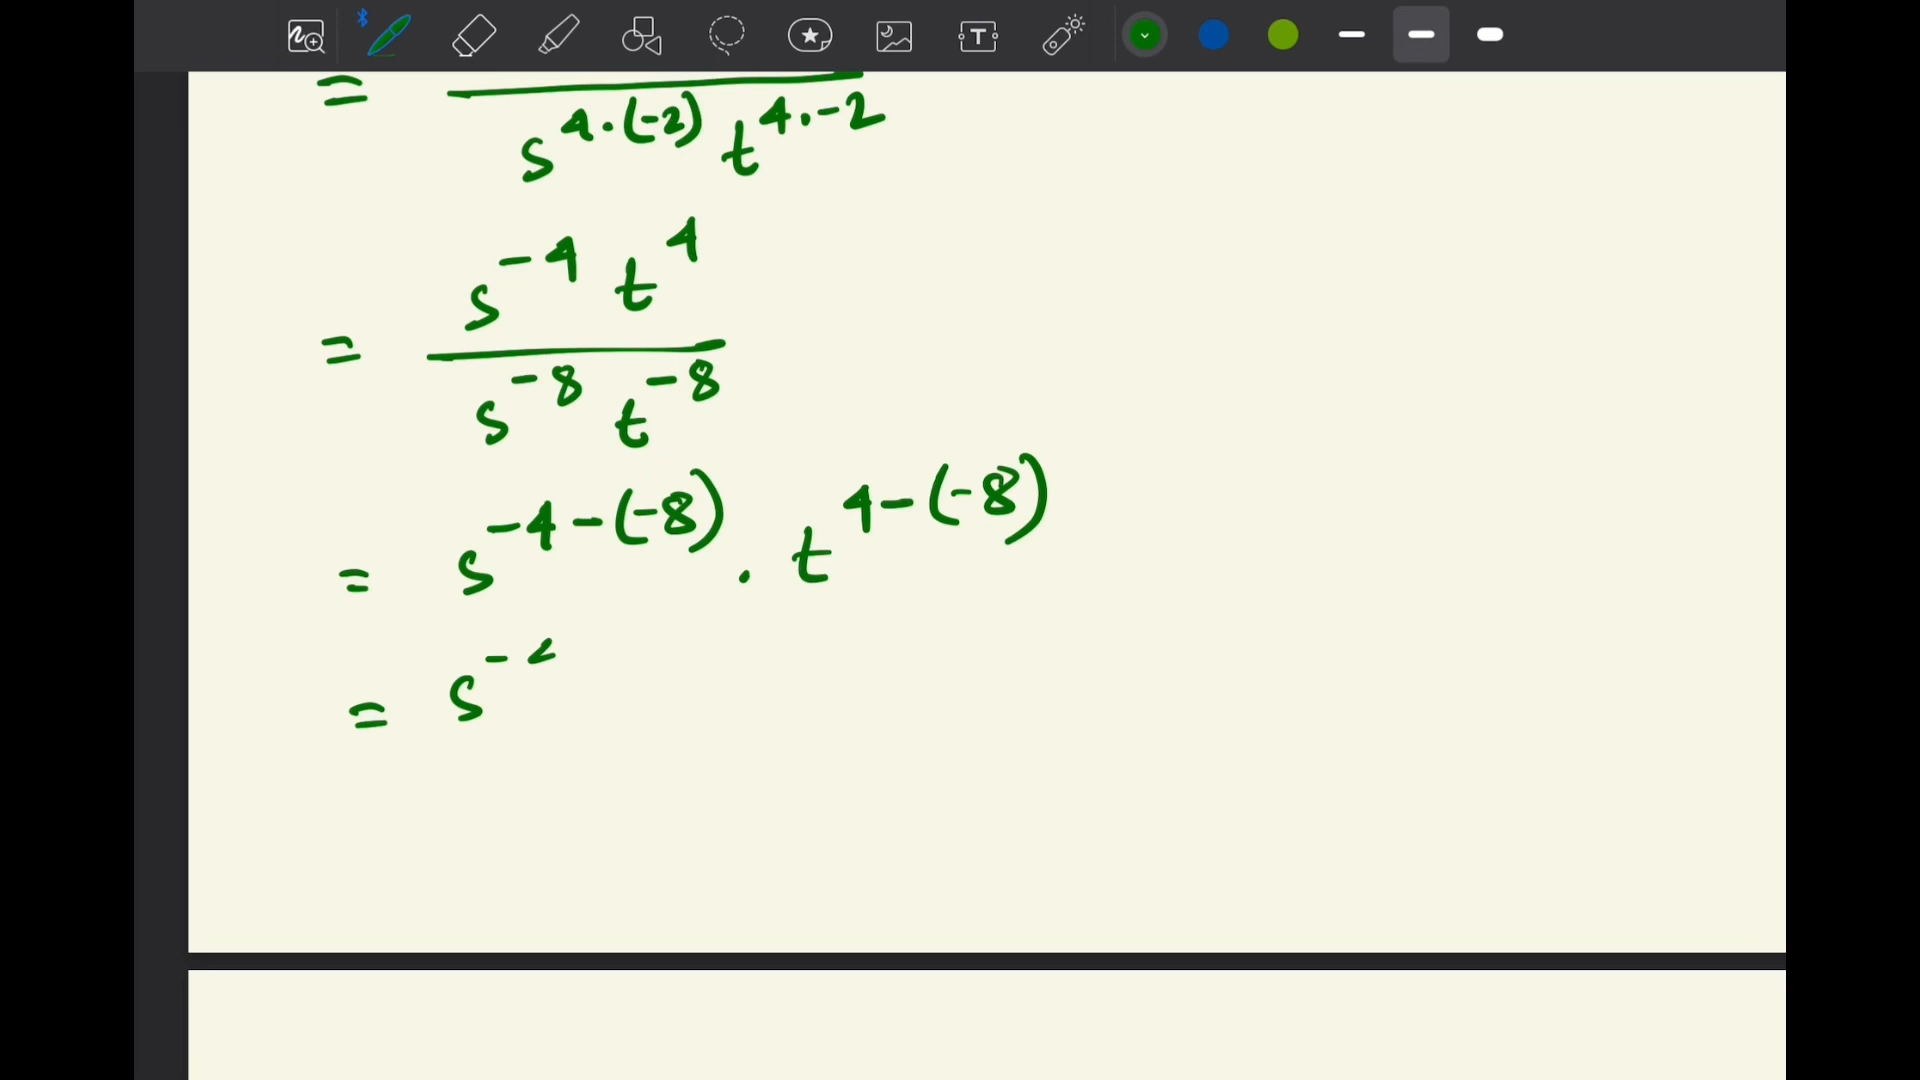 =
s^{4·(-2)} t^{4·-2}
s^{-4} t^{4}
=
s^{-8} t^{-8}
= s^{-4-(-8)} . t^{4-(-8)}
= s^{-